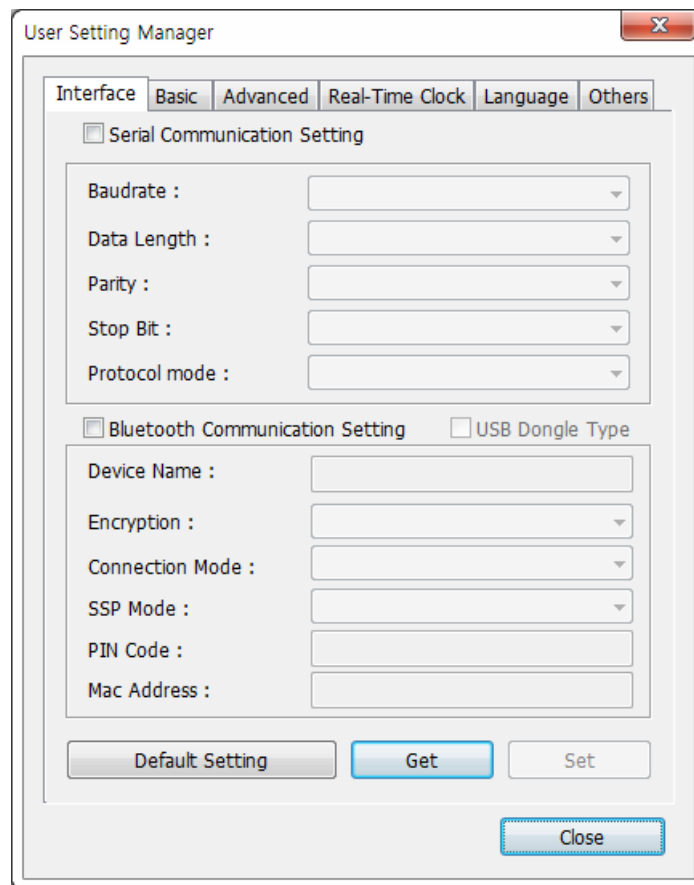 User Setting Manager
Interface Basic Advanced Real-Time Clock Language Others
Serial Communication Setting
Baudrate :
Data Length :
Parity :
Stop Bit :
Protocol mode :
Bluetooth Communication Setting USB Dongle Type
Device Name :
Encryption :
Connection Mode :
SSP Mode :
PIN Code :
Mac Address :
Default Setting Get Set
Close